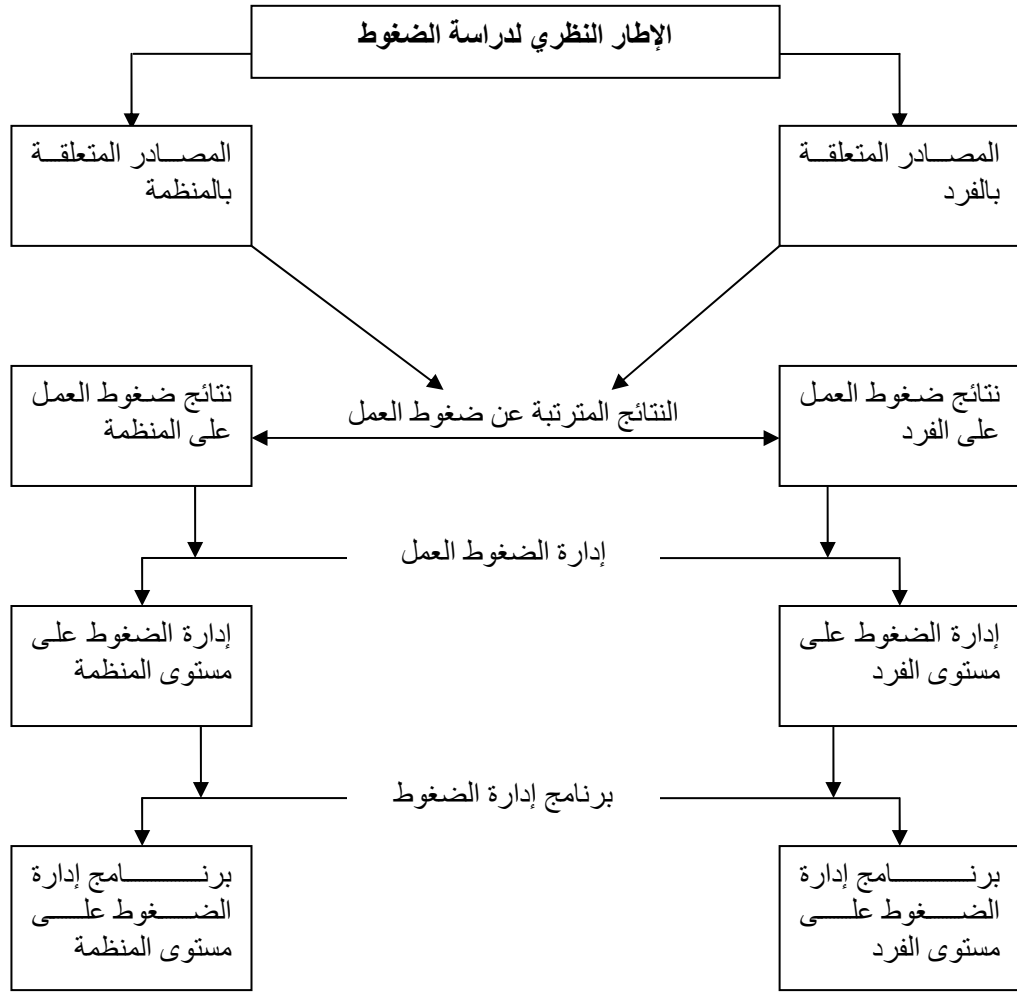 الإطار النظري لدراسة الضغوط
المصادر المتعلقة
بالفرد
المصادر المتعلقة
بالمنظمة
النتائج المترتبة عن ضغوط العمل
نتائج ضغوط العمل
على الفرد
نتائج ضغوط العمل
على المنظمة
إدارة الضغوط العمل
إدارة الضغوط على
مستوى الفرد
إدارة الضغوط على
مستوى المنظمة
برنامج إدارة الضغوط
برنامج إدارة
الضغوط على
مستوى الفرد
برنامج إدارة
الضغوط على
مستوى المنظمة